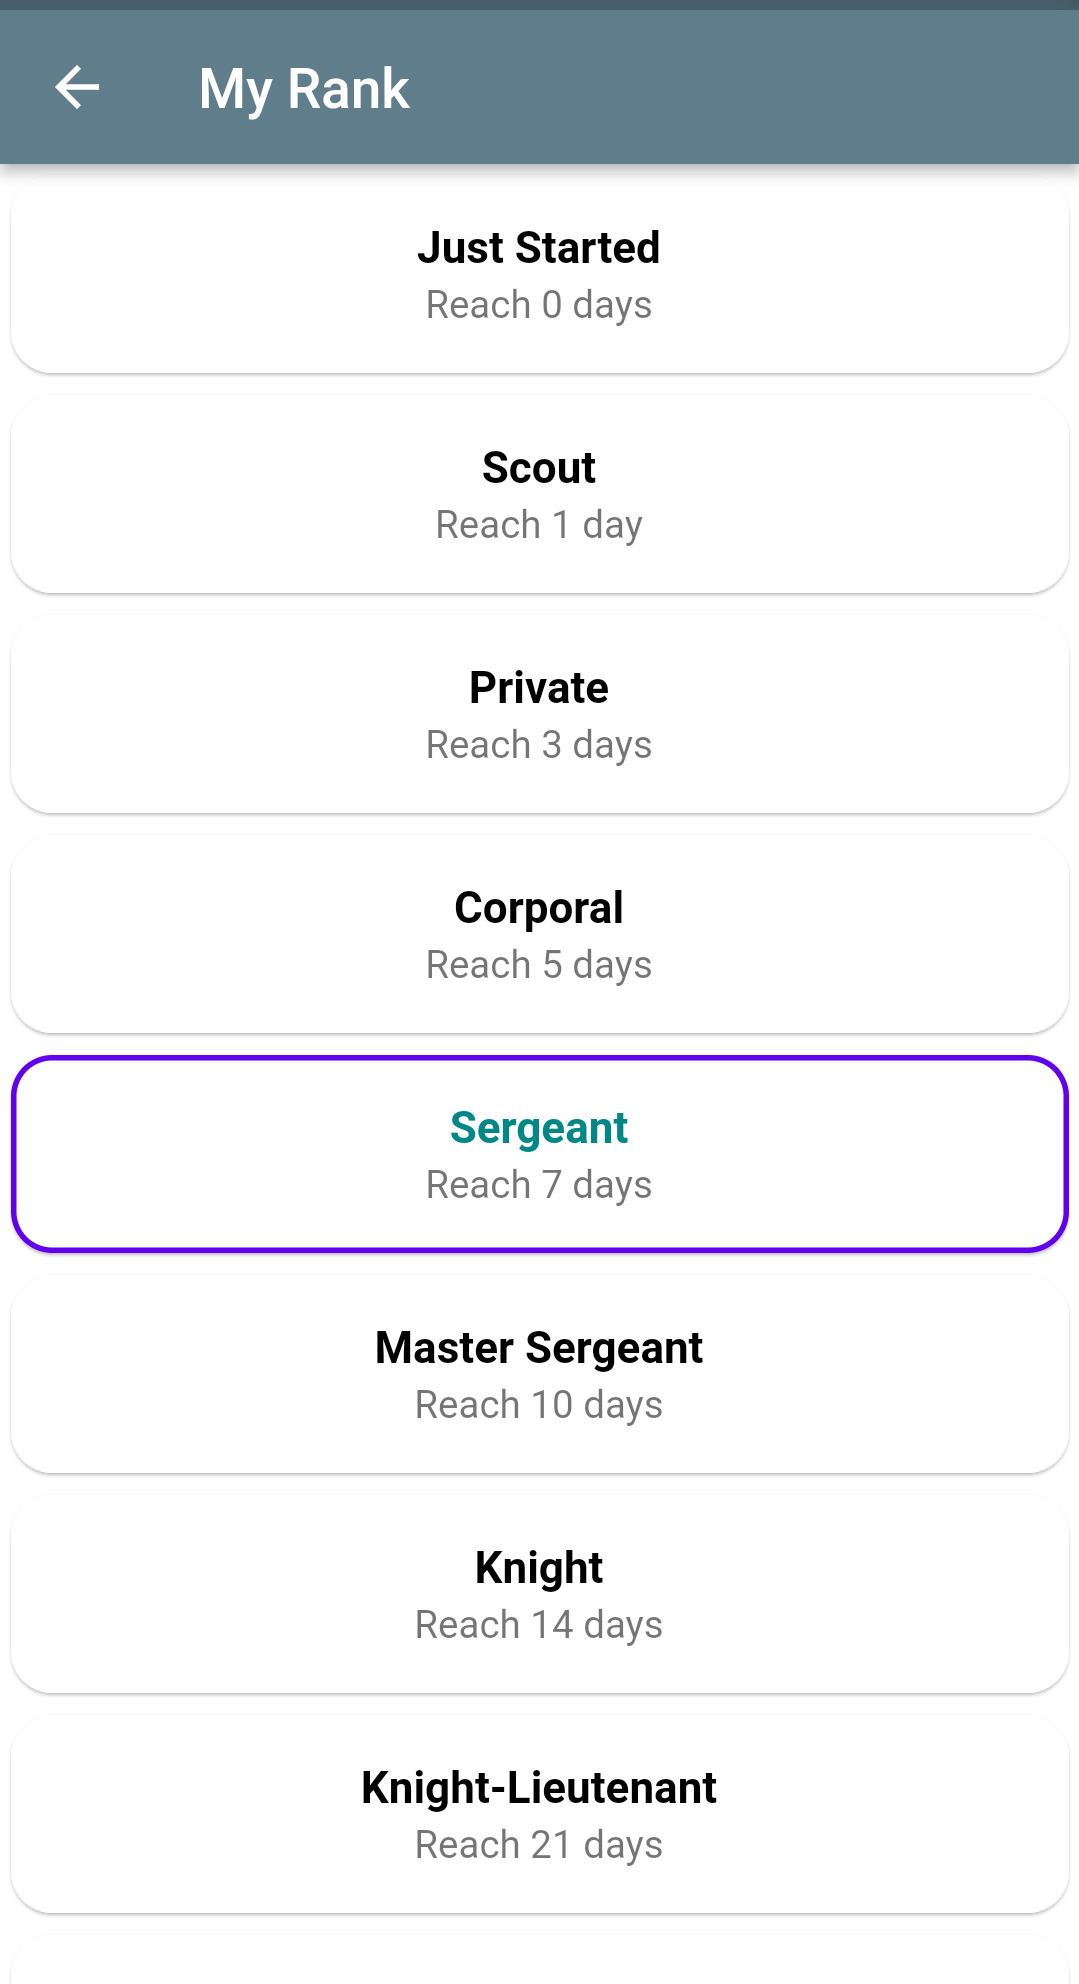 My Rank
Just Started
Reach 0 days
Scout
Reach 1 day
Private
Reach 3 days
Corporal
Reach 5 days
Sergeant
Reach 7 days
Master Sergeant
Reach 10 days
Knight
Reach 14 days
Knight-Lieutenant
Reach 21 days